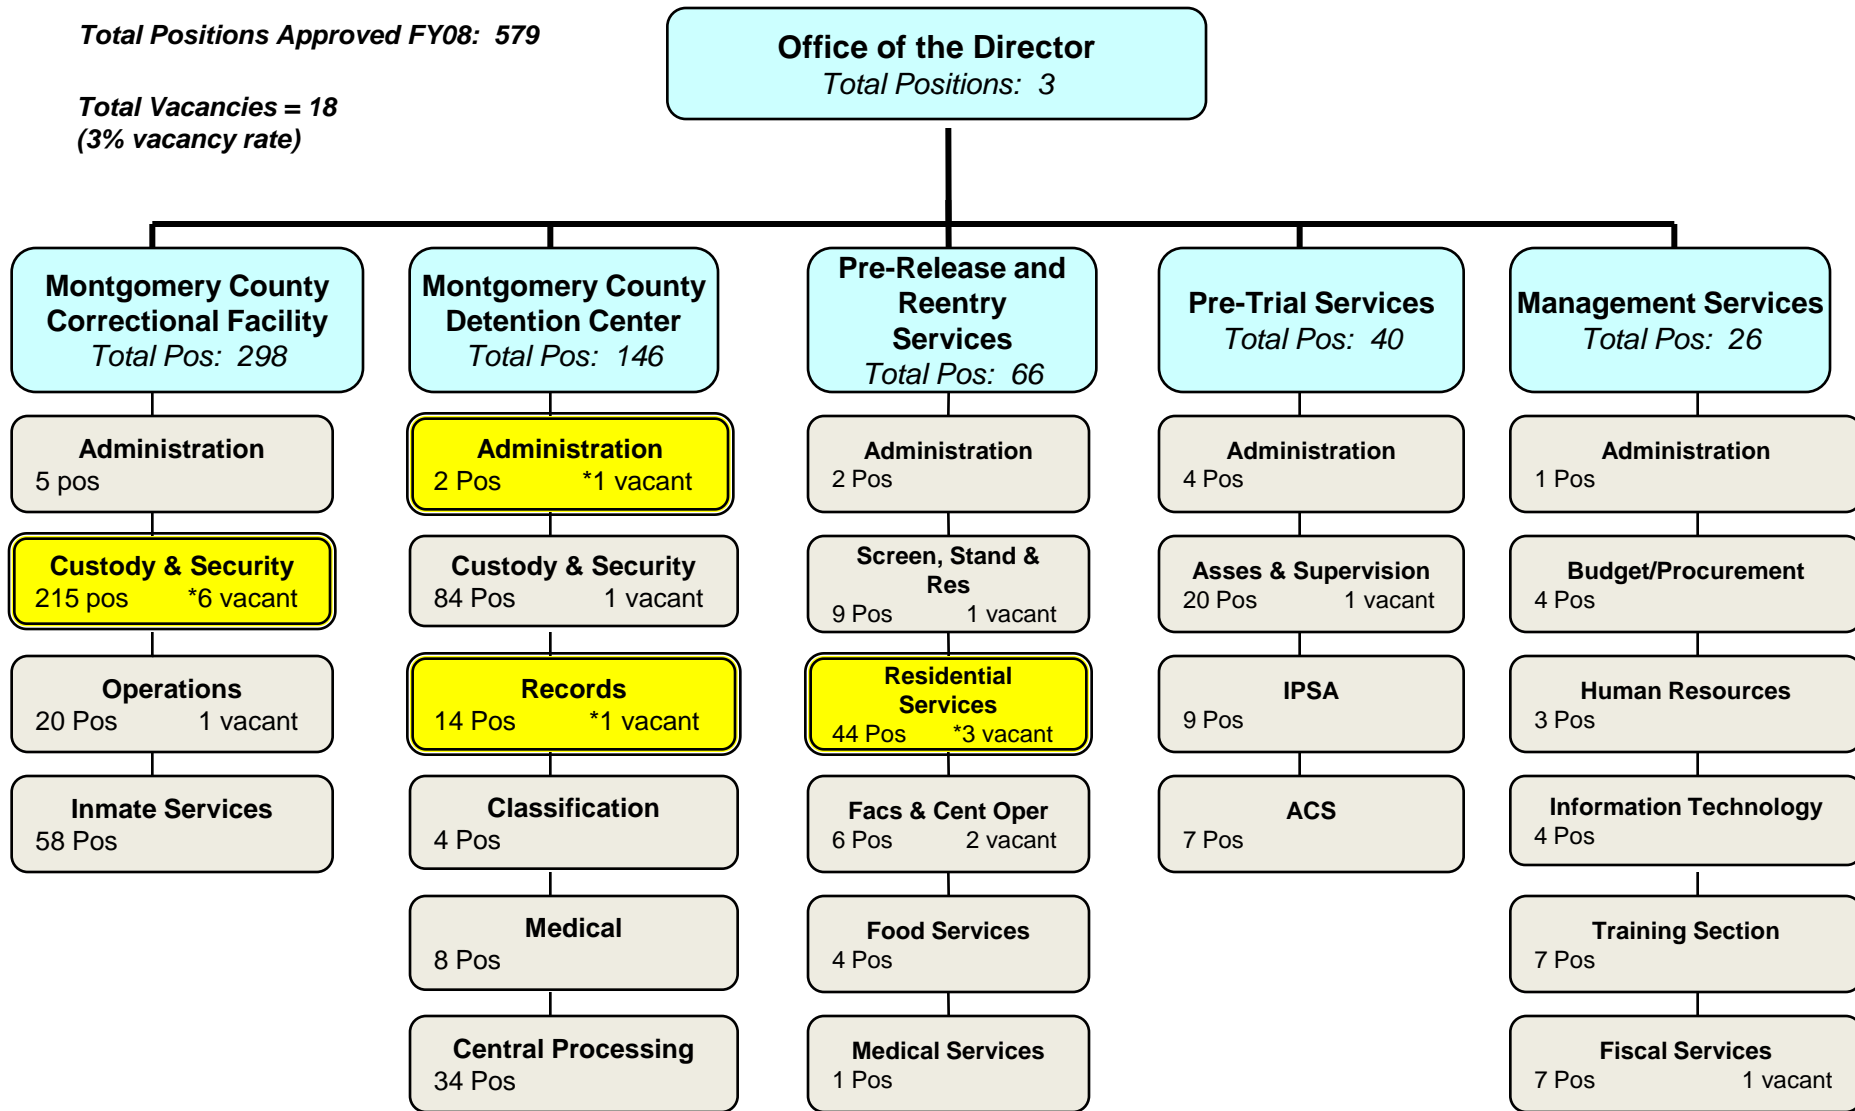 Total Positions Approved FY08: 579
Total Vacancies = 18
(3% vacancy rate)
Office of the Director
Total Positions: 3
Montgomery County
Correctional Facility
Total Pos: 298
Administration
5 pos
Custody & Security
215 pos *6 vacant
Operations
20 Pos 1 vacant
Inmate Services
58 Pos
Montgomery County
Detention Center
Total Pos: 146
Administration
2 Pos *1 vacant
Custody & Security
84 Pos 1 vacant
Records
14 Pos *1 vacant
Classification
4 Pos
Medical
8 Pos
Central Processing
34 Pos
Pre-Release and
Reentry
Services
Total Pos: 66
Administration
2 Pos
Screen, Stand &
Res
9 Pos 1 vacant
Residential
Services
44 Pos *3 vacant
Facs & Cent Oper
6 Pos 2 vacant
Food Services
4 Pos
Medical Services
1 Pos
Pre-Trial Services
Total Pos: 40
Administration
4 Pos
Asses & Supervision
20 Pos 1 vacant
IPSA
9 Pos
ACS
7 Pos
Management Services
Total Pos: 26
Administration
1 Pos
Budget/Procurement
4 Pos
Human Resources
3 Pos
Information Technology
4 Pos
Training Section
7 Pos
Fiscal Services
7 Pos 1 vacant